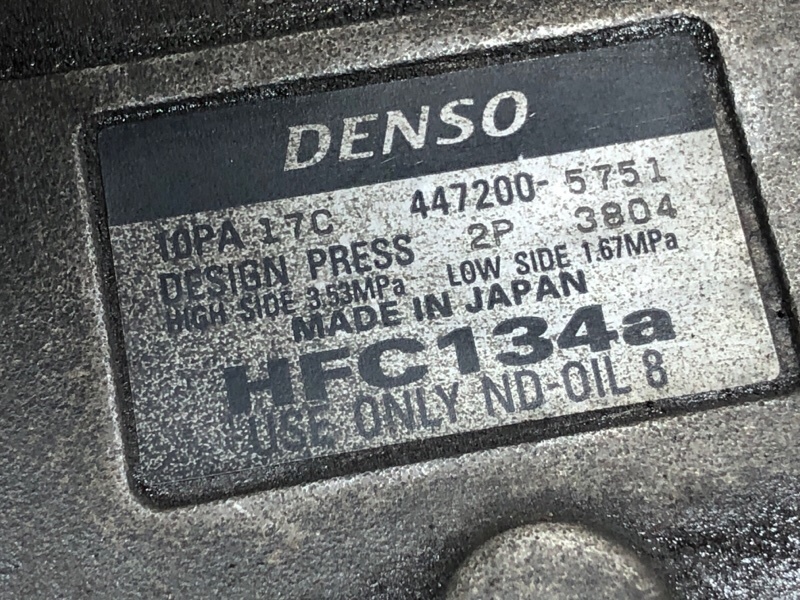 DENSO
10PA 17C 447200-5751
2P 3804
DESIGN PRESS
HIGH SIDE 3.53MPa LOW SIDE 1.67MPa
MADE IN JAPAN
HFC134a
USE ONLY ND-OIL 8